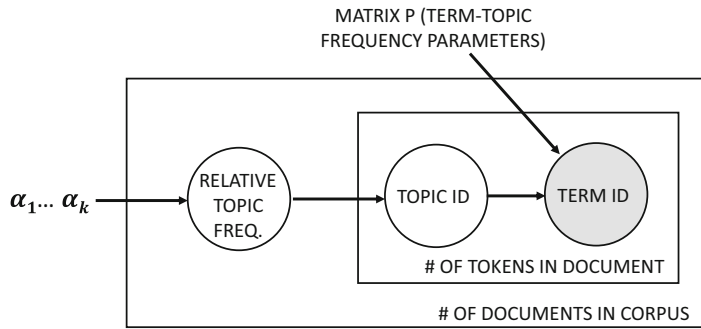 MATRIX P (TERM-TOPIC
FREQUENCY PARAMETERS)
α₁... αₖ
RELATIVE
TOPIC
FREQ.
TOPIC ID
TERM ID
# OF TOKENS IN DOCUMENT
# OF DOCUMENTS IN CORPUS